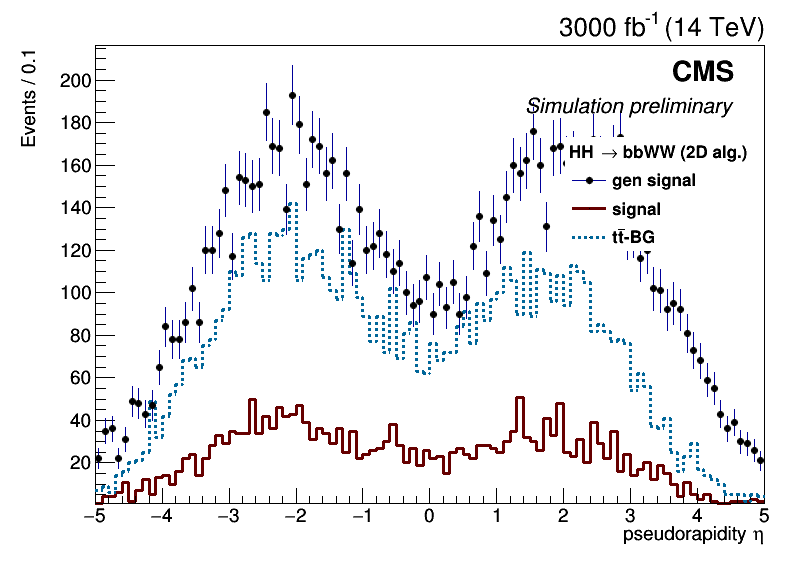 3000 fb-1 (14 TeV)
Events / 0.1
CMS
Simulation preliminary
HH → bbWW (2D alg.)
gen signal
signal
tt̄-BG
200
180
160
140
120
100
80
60
40
20
−5 −4 −3 −2 −1 0 1 2 3 4 5
pseudorapidity η